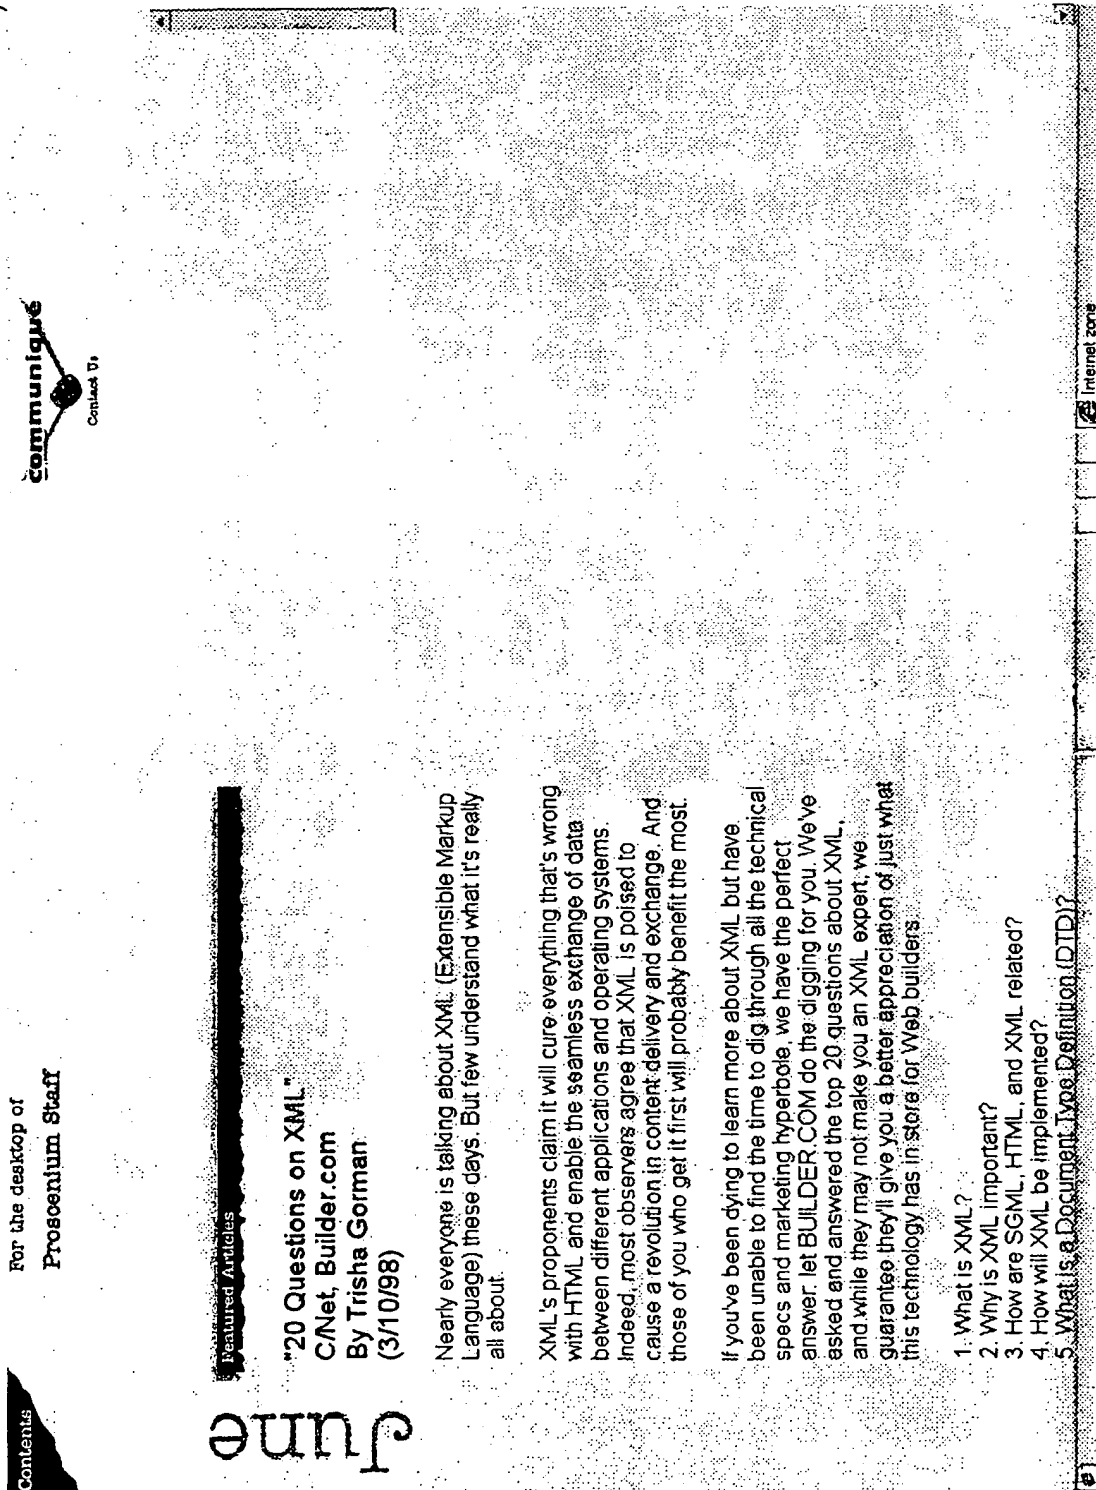 Contents
For the desktop of
Proscenium Staff
communiqué
Contact Us
June
Featured Articles
"20 Questions on XML"
C/Net, Builder.com
By Trisha Gorman
(3/10/98)
Nearly everyone is talking about XML (Extensible Markup
Language) these days. But few understand what it's really
all about.
XML's proponents claim it will cure everything that's wrong
with HTML and enable the seamless exchange of data
between different applications and operating systems.
Indeed, most observers agree that XML is poised to
cause a revolution in content delivery and exchange. And
those of you who get it first will probably benefit the most.
If you've been dying to learn more about XML but have
been unable to find the time to dig through all the technical
specs and marketing hyperbole, we have the perfect
answer: let BUILDER.COM do the digging for you. We've
asked and answered the top 20 questions about XML,
and while they may not make you an XML expert, we
guarantee they'll give you a better appreciation of just what
this technology has in store for Web builders
1. What is XML?
2. Why is XML important?
3. How are SGML, HTML, and XML related?
4. How will XML be implemented?
5. What is a Document Type Definition (DTD)?
Internet zone